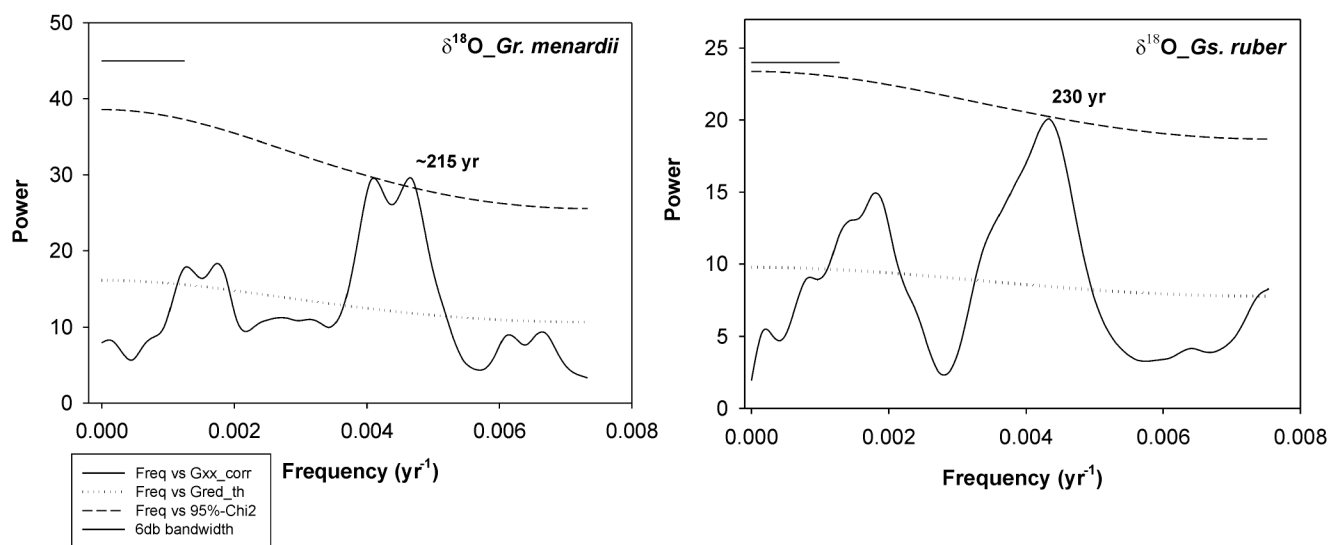 δ18O_Gr. menardii
50
40
30
20
10
0
Power
~215 yr
0.000 0.002 0.004 0.006 0.008
Frequency (yr-1)
Freq vs Gxx_corr
Freq vs Gred_th
Freq vs 95%-Chi2
6db bandwidth
δ18O_Gs. ruber
25
20
15
10
5
0
Power
230 yr
0.000 0.002 0.004 0.006 0.008
Frequency (yr-1)